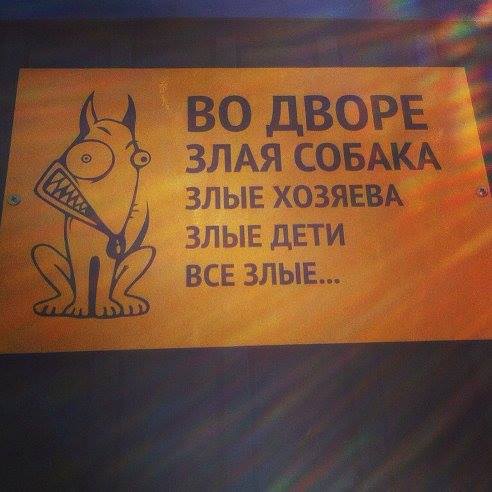 ВО ДВОРЕ
ЗЛАЯ СОБАКА
ЗЛЫЕ ХОЗЯЕВА
ЗЛЫЕ ДЕТИ
ВСЕ ЗЛЫЕ...